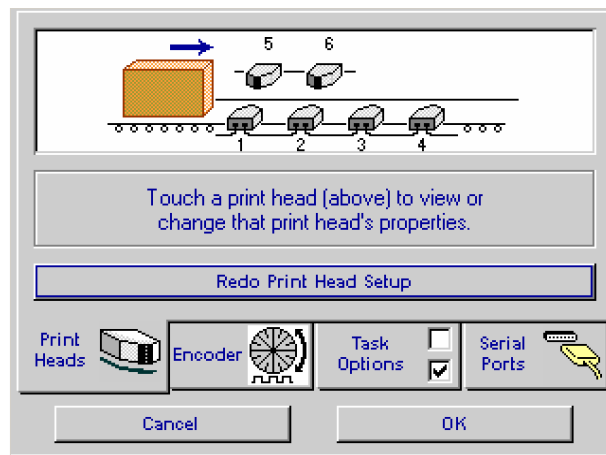 5 6
1 2 3 4
Touch a print head (above) to view or
change that print head's properties.
Redo Print Head Setup
Print
Heads
Encoder
Task
Options
Serial
Ports
Cancel
OK